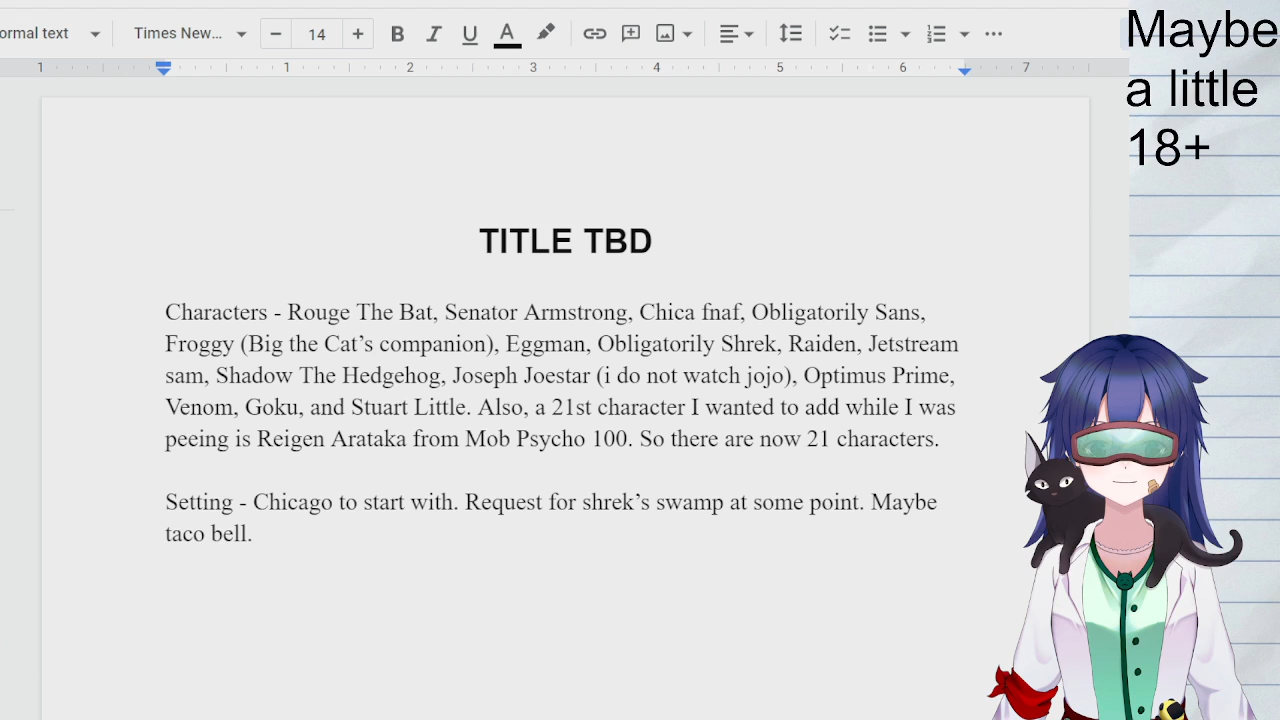 ormal text
Times New...
14
1 1 2 3 4 5 6 7
Maybe
a little
18+
TITLE TBD
Characters - Rouge The Bat, Senator Armstrong, Chica fnaf, Obligatorily Sans,
Froggy (Big the Cat’s companion), Eggman, Obligatorily Shrek, Raiden, Jetstream
sam, Shadow The Hedgehog, Joseph Joestar (i do not watch jojo), Optimus Prime,
Venom, Goku, and Stuart Little. Also, a 21st character I wanted to add while I was
peeing is Reigen Arataka from Mob Psycho 100. So there are now 21 characters.
Setting - Chicago to start with. Request for shrek’s swamp at some point. Maybe
taco bell.